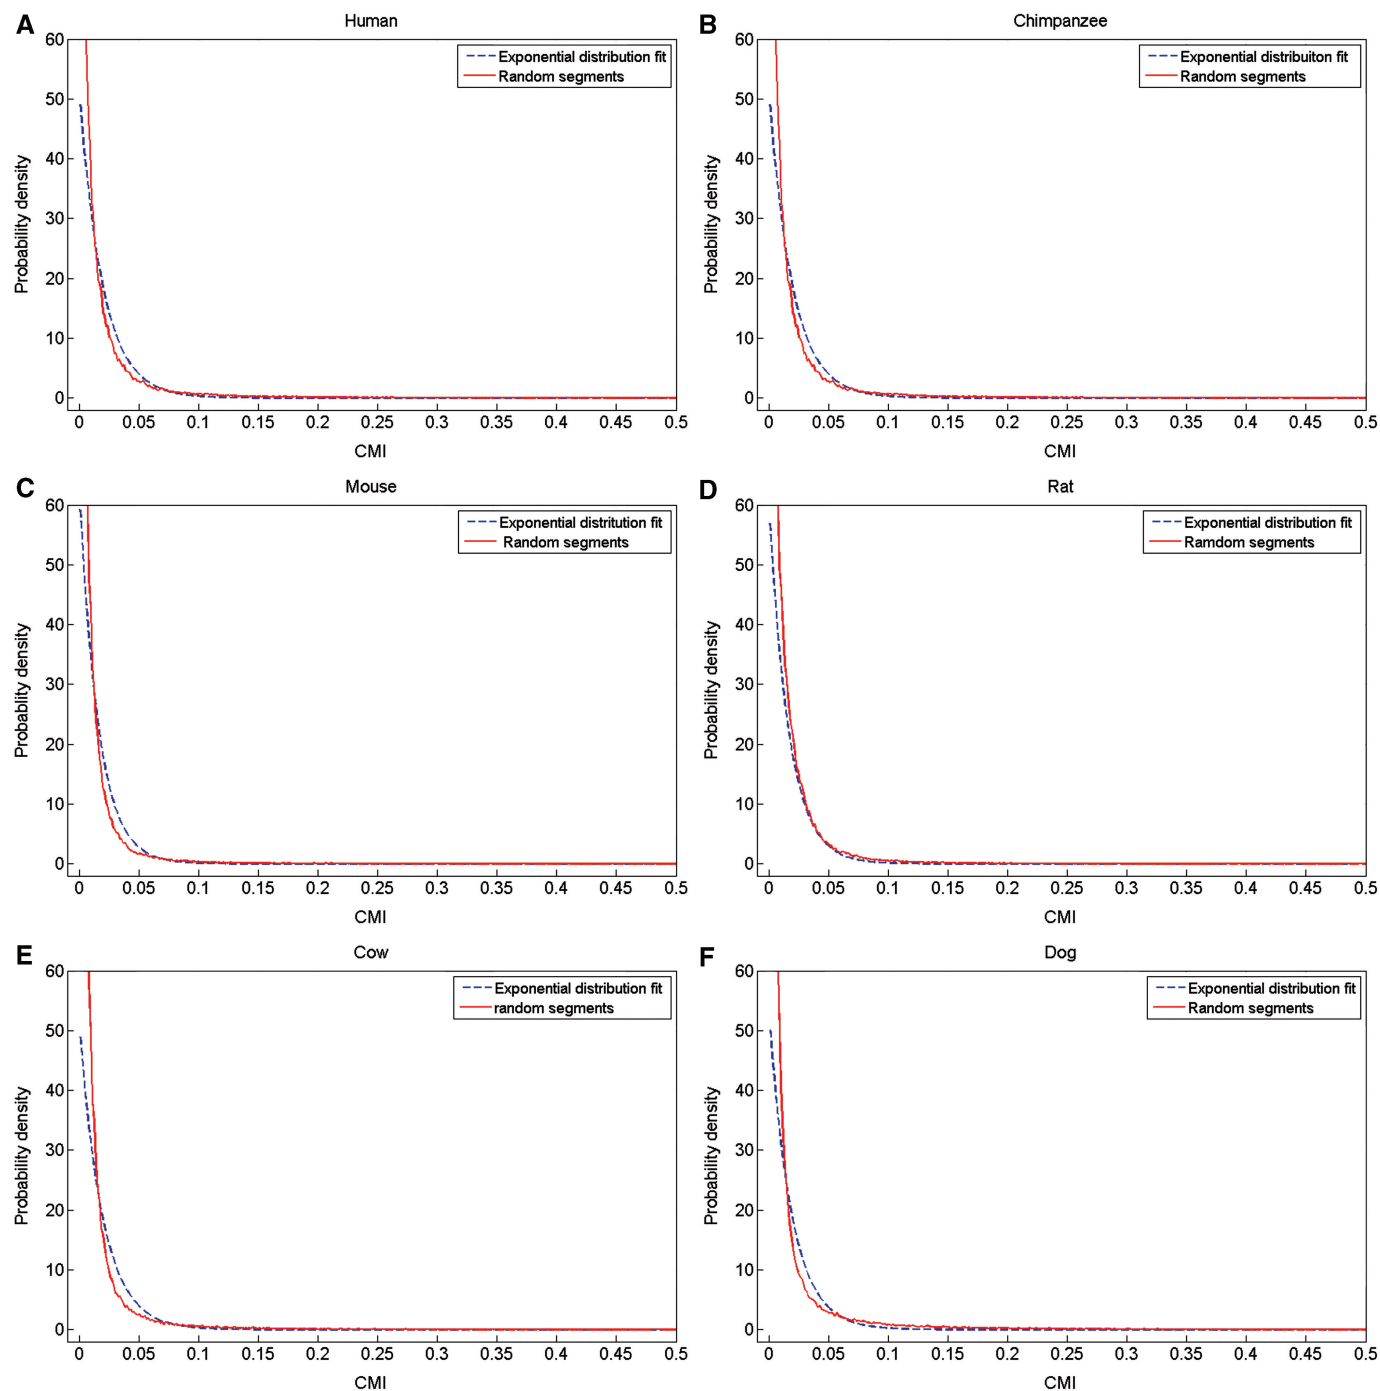 A
Human
Exponential distribution fit
Random segments
60
50
40
30
20
10
0
Probability density
0 0.05 0.1 0.15 0.2 0.25 0.3 0.35 0.4 0.45 0.5
CMI
B
Chimpanzee
Exponential distribuiton fit
Random segments
60
50
40
30
20
10
0
Probability density
0 0.05 0.1 0.15 0.2 0.25 0.3 0.35 0.4 0.45 0.5
CMI
C
Mouse
Exponential distritution fit
Random segments
60
50
40
30
20
10
0
Probablity density
0 0.05 0.1 0.15 0.2 0.25 0.3 0.35 0.4 0.45 0.5
CMI
D
Rat
Exponential distribution fit
Ramdom segments
60
50
40
30
20
10
0
Probability density
0 0.05 0.1 0.15 0.2 0.25 0.3 0.35 0.4 0.45 0.5
CMI
E
Cow
Exponential distribution fit
random segments
60
50
40
30
20
10
0
Probability density
0 0.05 0.1 0.15 0.2 0.25 0.3 0.35 0.4 0.45 0.5
CMI
F
Dog
Exponential distribution fit
Random segments
60
50
40
30
20
10
0
Probability density
0 0.05 0.1 0.15 0.2 0.25 0.3 0.35 0.4 0.45 0.5
CMI